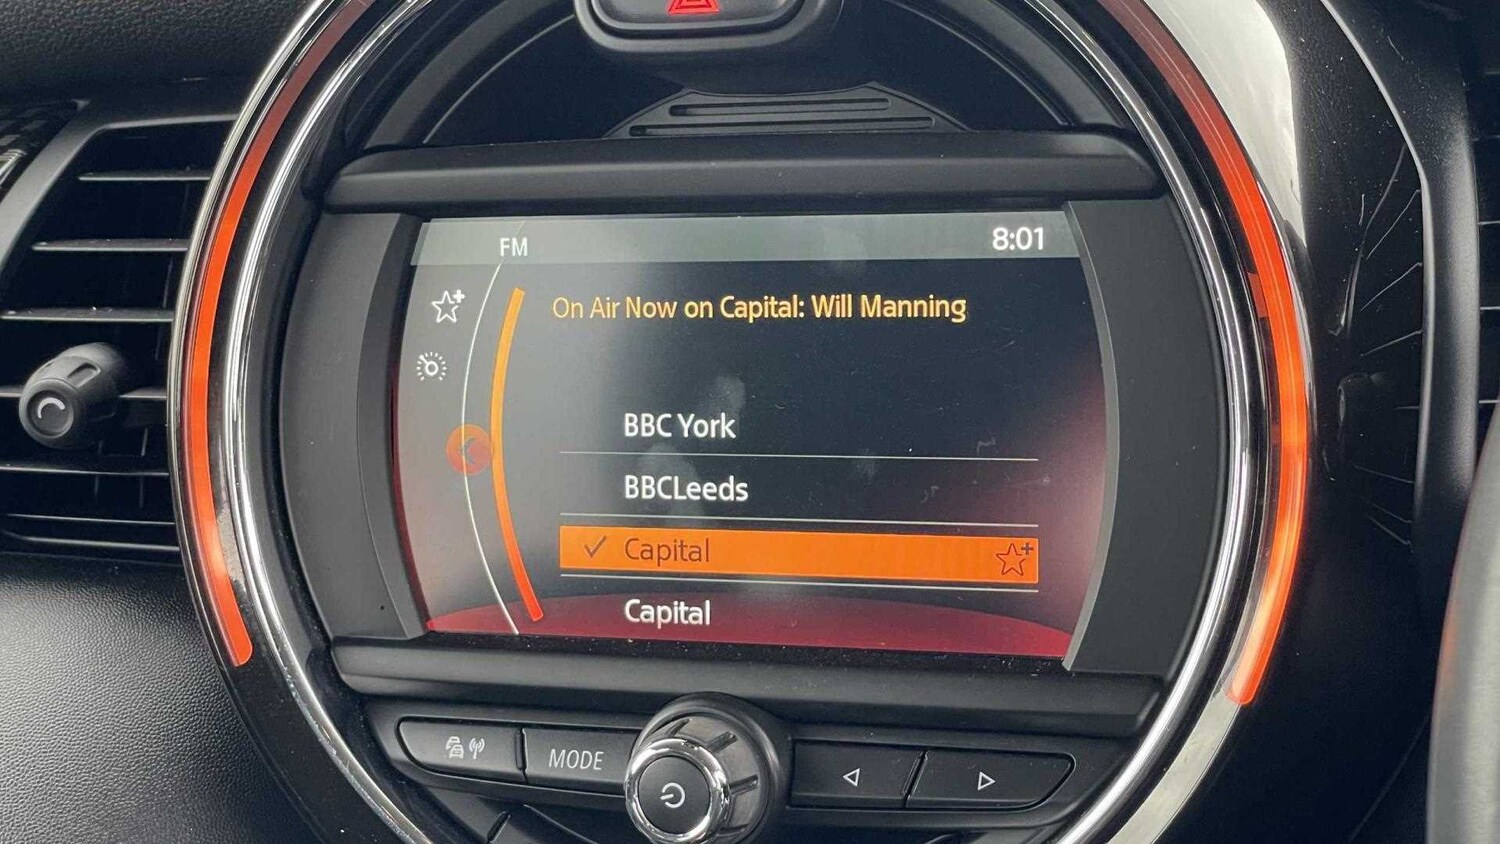 FM
8:01
On Air Now on Capital: Will Manning
BBC York
BBCLeeds
Capital
Capital
MODE